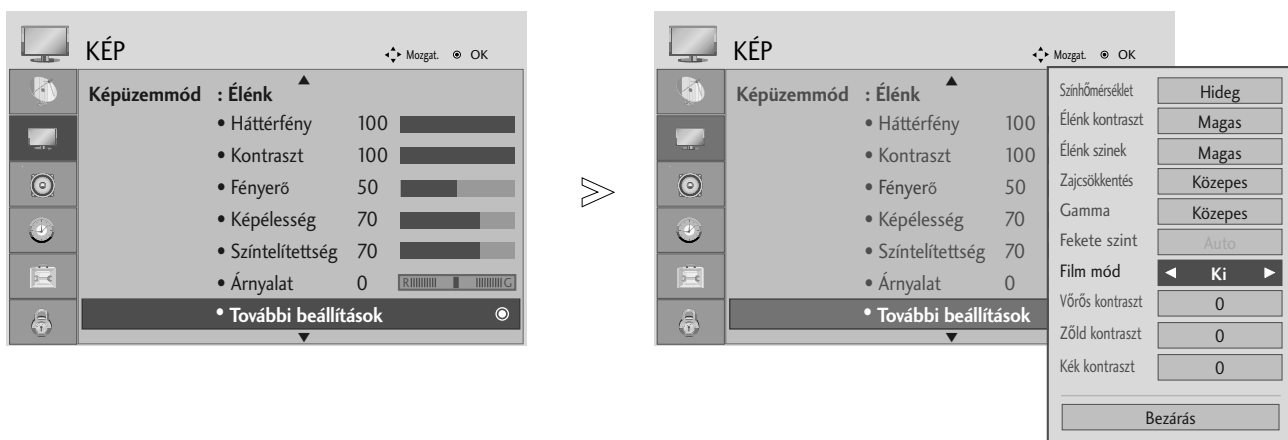 KÉP
Mozgat. OK
Képüzemmód : Élénk
• Háttérfény 100
• Kontraszt 100
• Fényerő 50
• Képélesség 70
• Színtelítettség 70
• Árnyalat 0 R G
• További beállítások
KÉP
Mozgat. OK
Képüzemmód : Élénk
• Háttérfény 100
• Kontraszt 100
• Fényerő 50
• Képélesség 70
• Színtelítettség 70
• Árnyalat 0
• További beállítások
Színhőmérséklet Hideg
Élénk kontraszt Magas
Élénk szinek Magas
Zajcsökkentés Közepes
Gamma Közepes
Fekete szint Auto
Film mód Ki
Vőrős kontraszt 0
Zőld kontraszt 0
Kék kontraszt 0
Bezárás